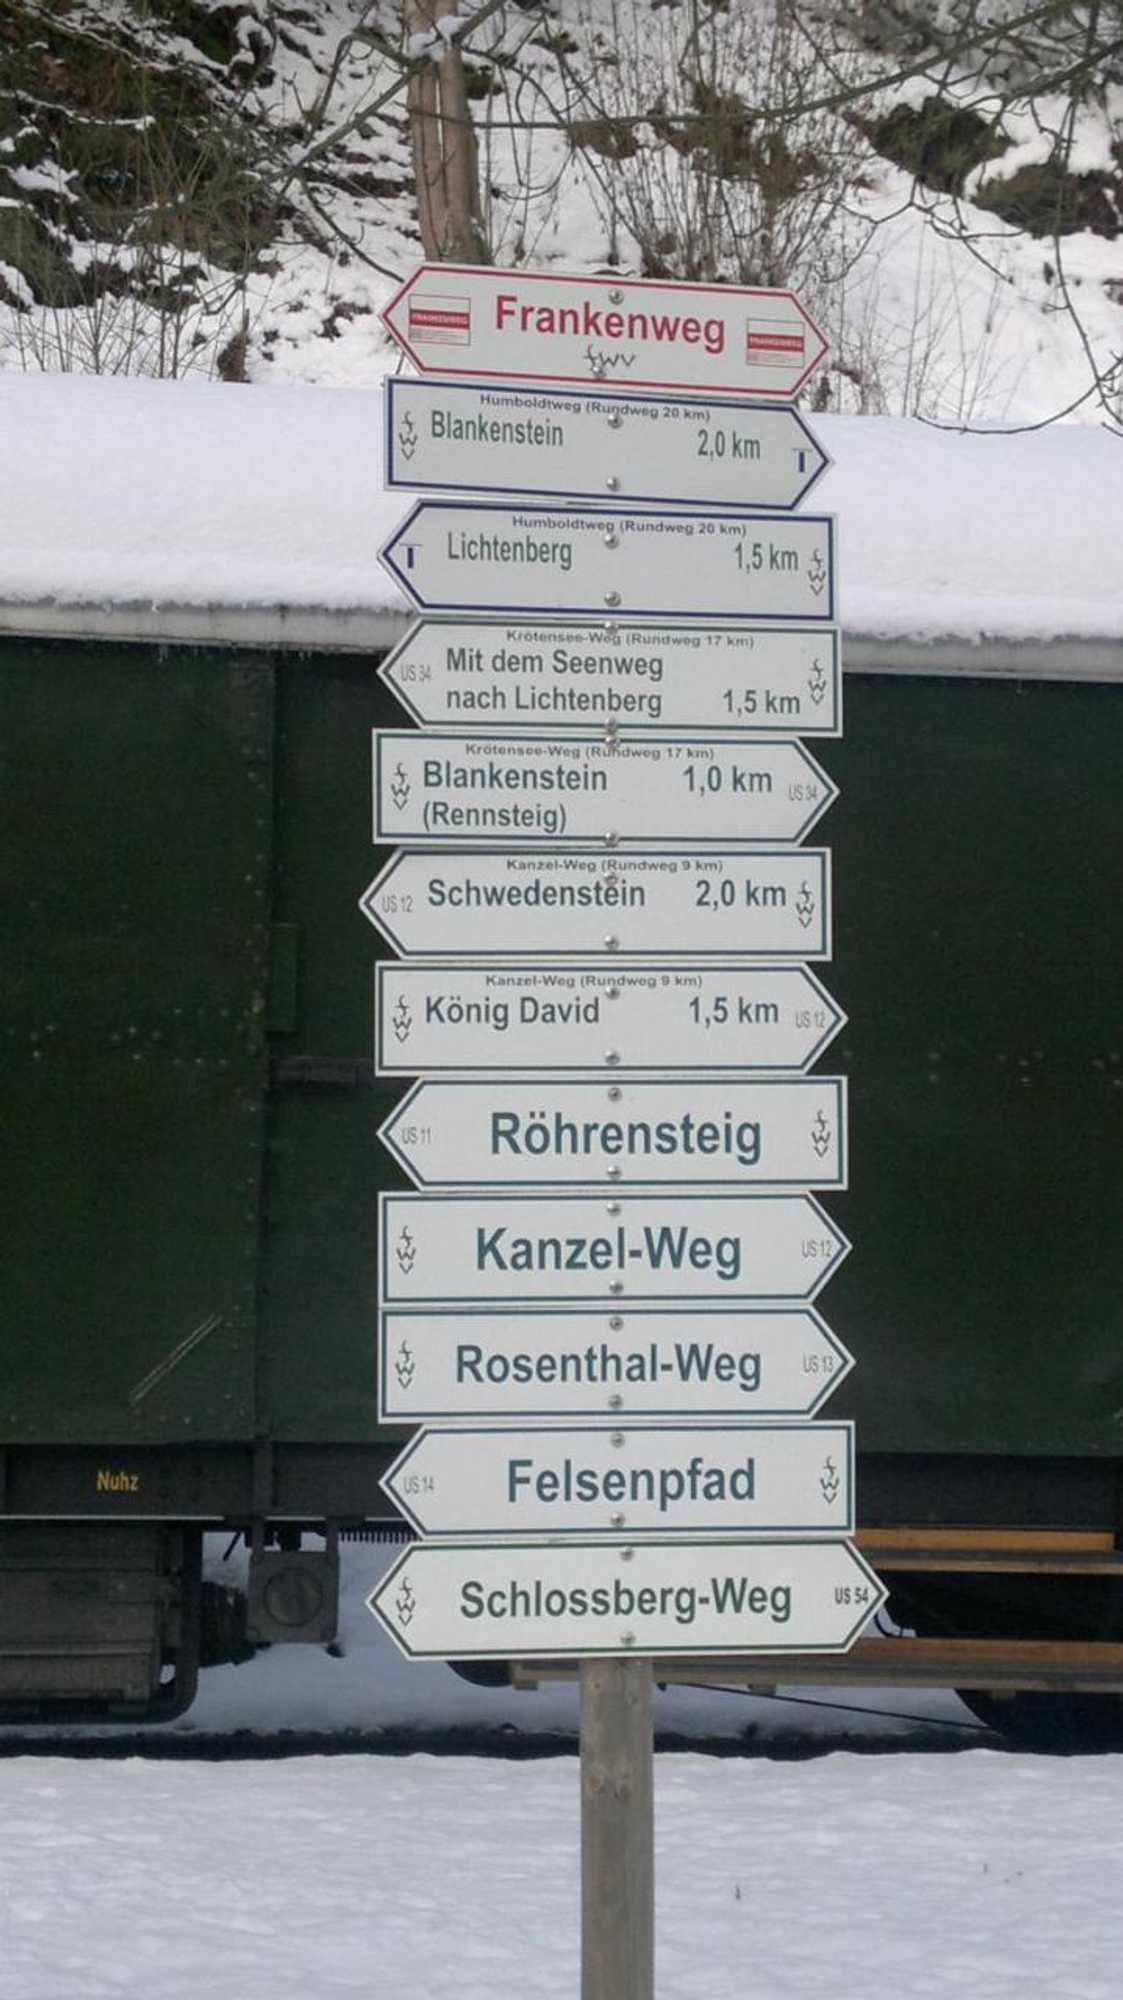 Frankenweg
FRANKENWEG
FRANKENWEG
FWV
Humboldtweg (Rundweg 20 km)
Blankenstein 2,0 km
Humboldtweg (Rundweg 20 km)
Lichtenberg 1,5 km
Krötensee-Weg (Rundweg 17 km)
US 34 Mit dem Seenweg
nach Lichtenberg 1,5 km
Krötensee-Weg (Rundweg 17 km)
Blankenstein 1,0 km US 34
(Rennsteig)
Kanzel-Weg (Rundweg 9 km)
US 12 Schwedenstein 2,0 km
Kanzel-Weg (Rundweg 9 km)
König David 1,5 km US 12
US 11 Röhrensteig
Kanzel-Weg US 12
Rosenthal-Weg US 13
Nuhz
US 14 Felsenpfad
Schlossberg-Weg US 54